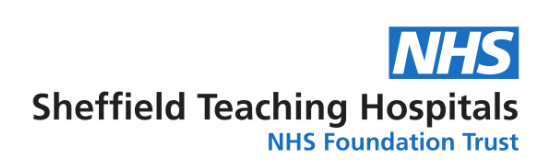 NHS
Sheffield Teaching Hospitals
NHS Foundation Trust